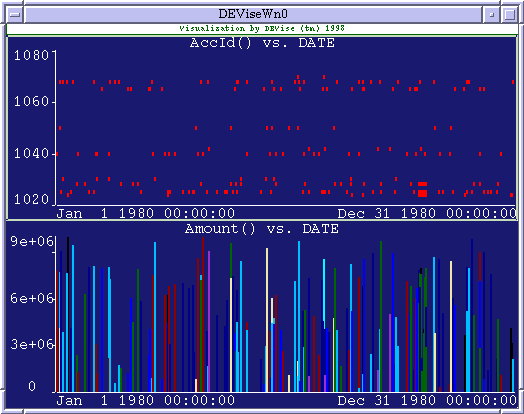 DEViseWn0
Visualization by DEVise (tm) 1998
AccId() vs. DATE
1080
1060
1040
1020
Jan  1 1980 00:00:00 Dec 31 1980 00:00:00
Amount() vs. DATE
9e+06
6e+06
3e+06
0
Jan  1 1980 00:00:00 Dec 31 1980 00:00:00